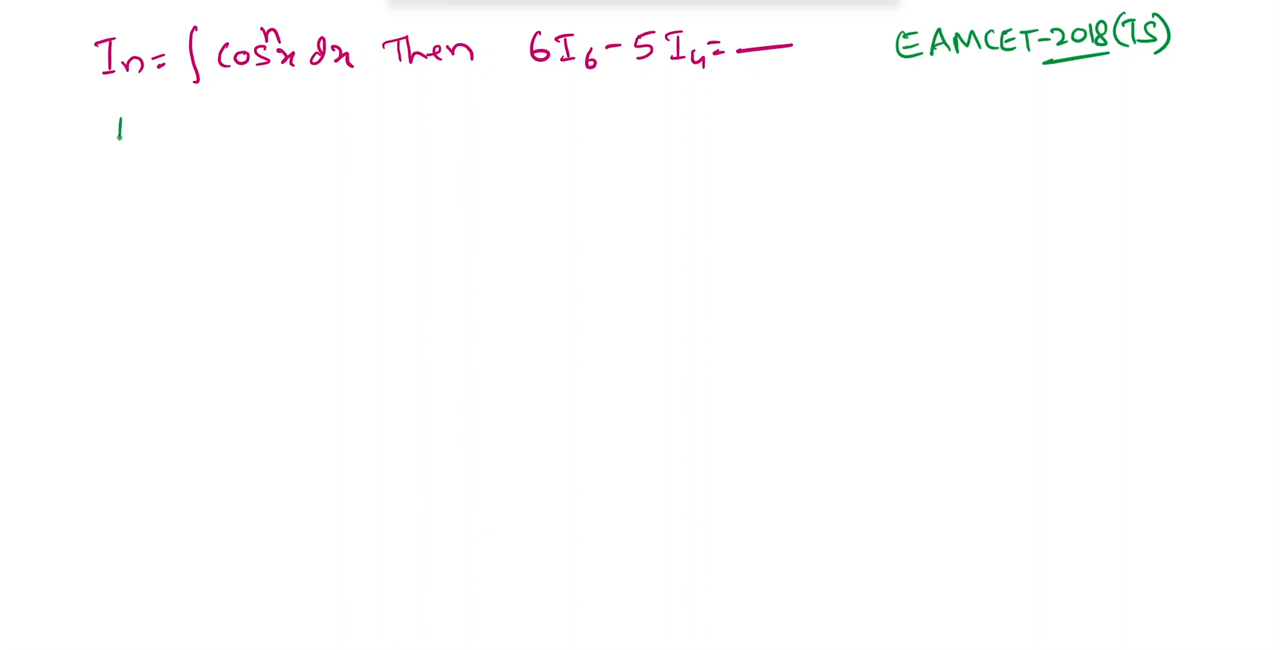 In = ∫ cosⁿx dx Then 6I₆ - 5I₄ = —
EAMCET-2018(TS)